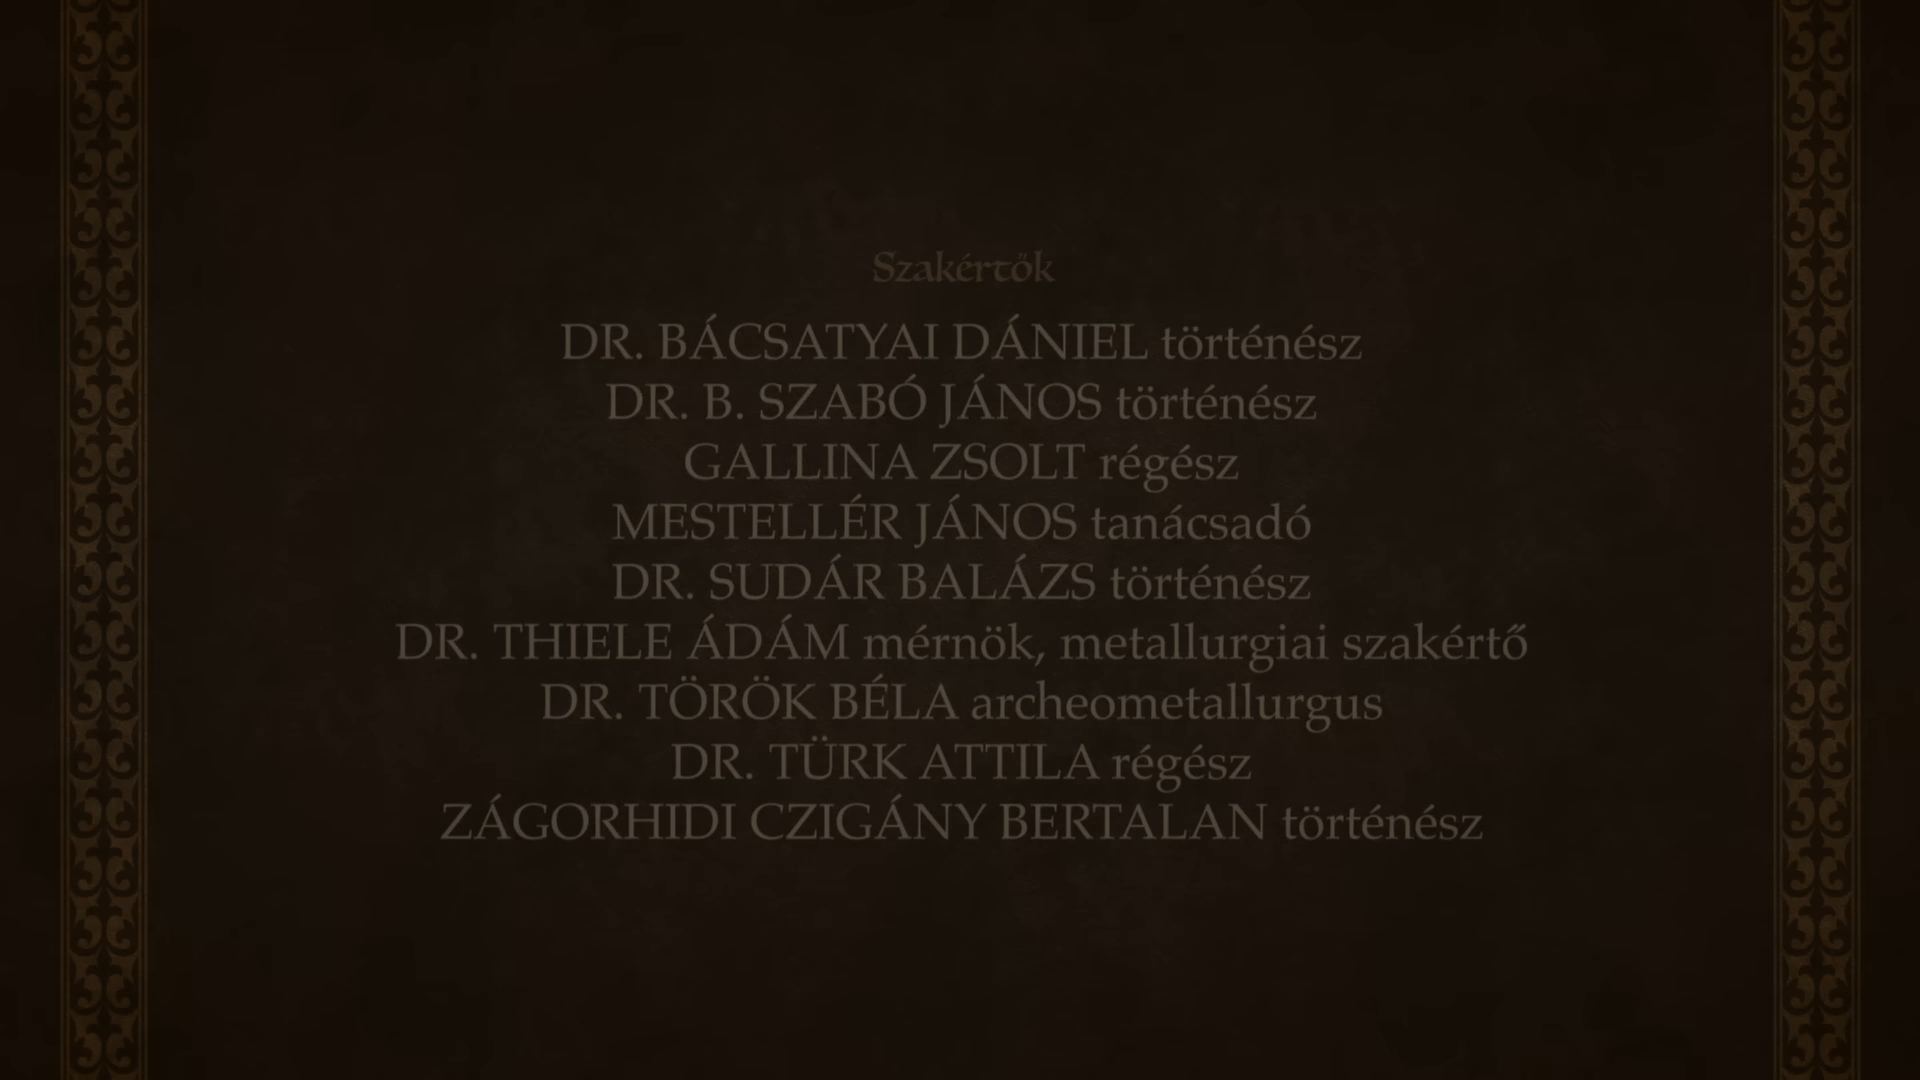 Szakértők
DR. BÁCSATYAI DÁNIEL történész
DR. B. SZABÓ JÁNOS történész
GALLINA ZSOLT régész
MESTELLÉR JÁNOS tanácsadó
DR. SUDÁR BALÁZS történész
DR. THIELE ÁDÁM mérnök, metallurgiai szakértő
DR. TÖRÖK BÉLA archeometallurgus
DR. TÜRK ATTILA régész
ZÁGORHIDI CZIGÁNY BERTALAN történész